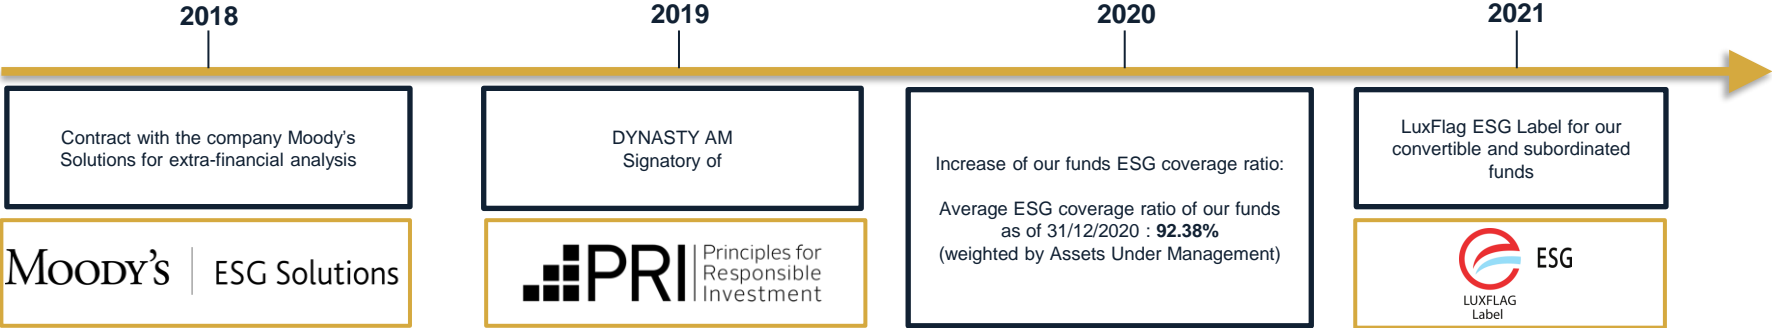 2018
2019
2020
2021
Contract with the company Moody's
Solutions for extra-financial analysis
MOODY'S
ESG Solutions
DYNASTY AM
Signatory of
PRI
Principles for
Responsible
Investment
Increase of our funds ESG coverage ratio:
Average ESG coverage ratio of our funds
as of 31/12/2020 : 92.38%
(weighted by Assets Under Management)
LuxFlag ESG Label for our
convertible and subordinated
funds
ESG
LUXFLAG
Label